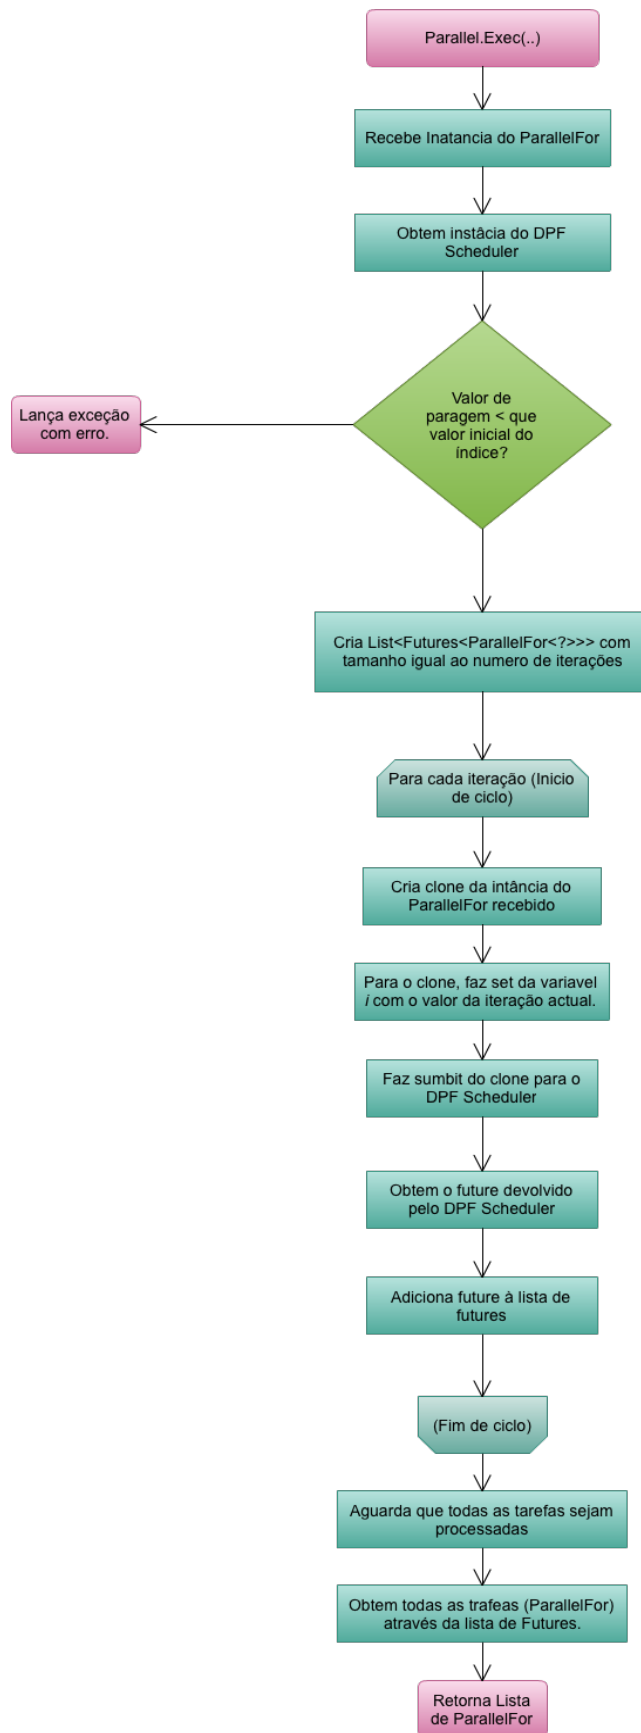 Parallel.Exec(..)
Recebe Inatancia do ParallelFor
Obtem instâcia do DPF
Scheduler
Valor de
paragem < que
valor inicial do
índice?
Lança exceção
com erro.
Cria List<Futures<ParallelFor<?>>> com
tamanho igual ao numero de iterações
Para cada iteração (Inicio
de ciclo)
Cria clone da intância do
ParallelFor recebido
Para o clone, faz set da variavel
i com o valor da iteração actual.
Faz sumbit do clone para o
DPF Scheduler
Obtem o future devolvido
pelo DPF Scheduler
Adiciona future à lista de
futures
(Fim de ciclo)
Aguarda que todas as tarefas sejam
processadas
Obtem todas as trafeas (ParallelFor)
através da lista de Futures.
Retorna Lista
de ParallelFor